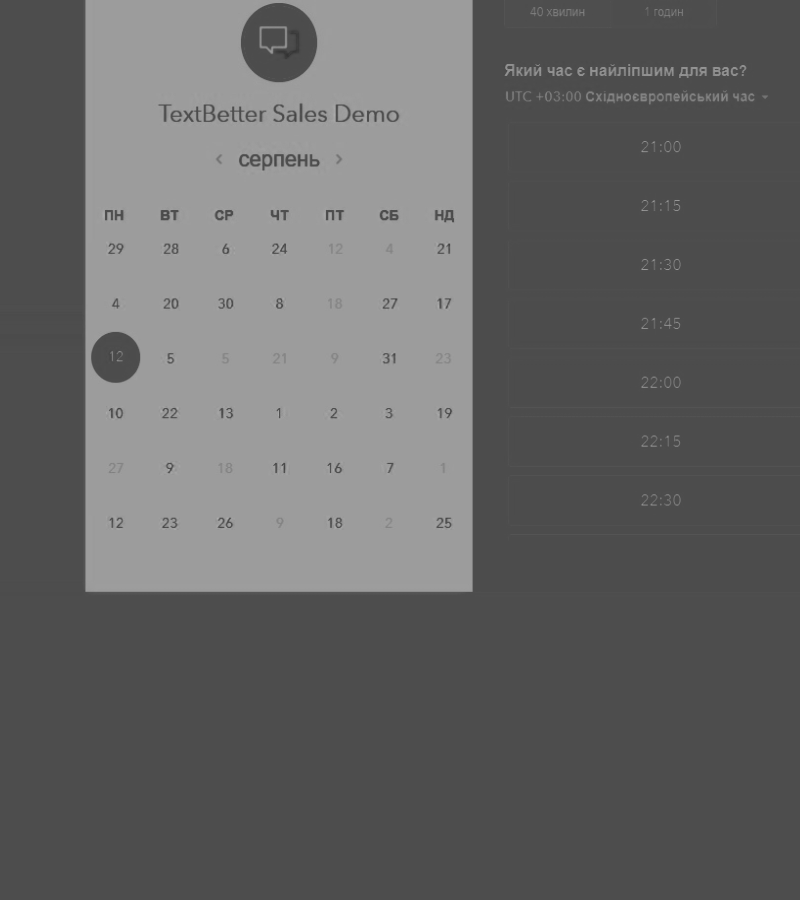 TextBetter Sales Demo
серпень
ПН ВТ СР ЧТ ПТ СБ НД
29 28 6 24 12 4 21
4 20 30 8 18 27 17
12 5 5 21 9 31 23
10 22 13 1 2 3 19
27 9 18 11 16 7 1
12 23 26 9 18 2 25
40 хвилин 1 годин
Який час є найліпшим для вас?
UTC +03:00 Східноєвропейський час
21:00
21:15
21:30
21:45
22:00
22:15
22:30